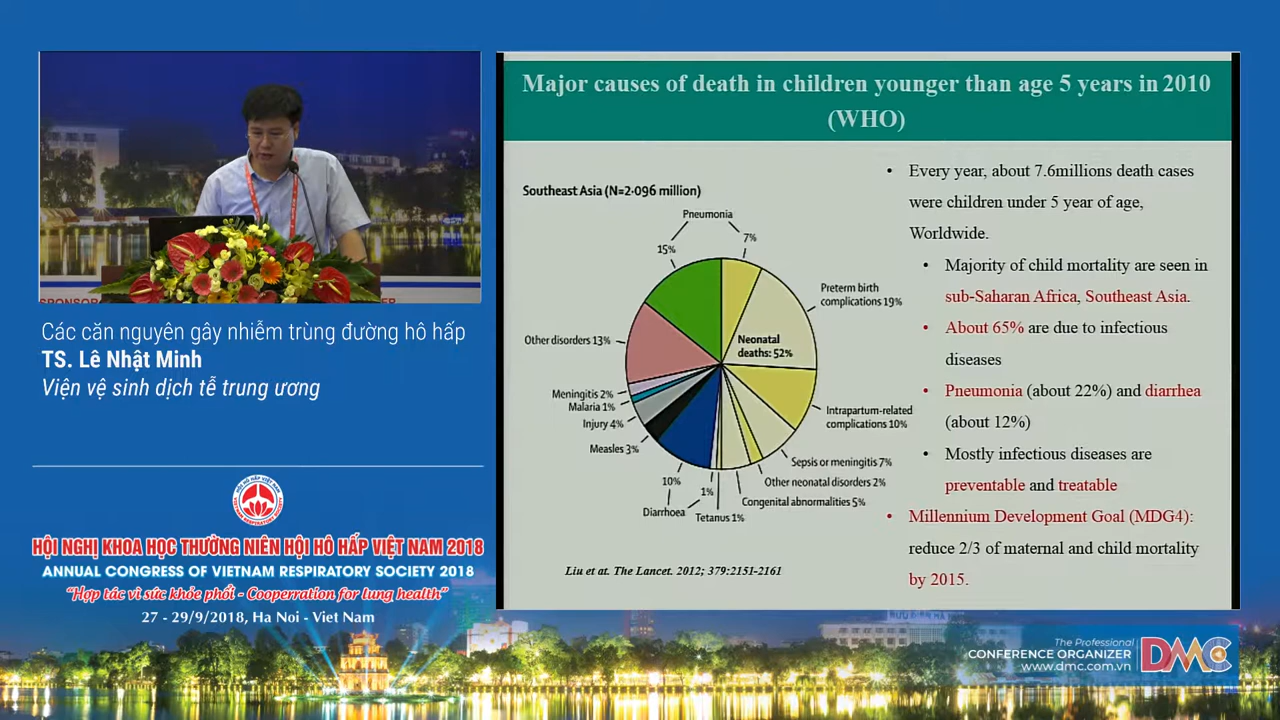 SPONSOR
Các căn nguyên gây nhiễm trùng đường hô hấp
TS. Lê Nhật Minh
Viện vệ sinh dịch tễ trung ương
HỘI HÔ HẤP VIỆT NAM
HỘI NGHỊ KHOA HỌC THƯỜNG NIÊN HỘI HÔ HẤP VIỆT NAM 2018
ANNUAL CONGRESS OF VIETNAM RESPIRATORY SOCIETY 2018
“Hợp tác vì sức khỏe phổi - Cooperration for lung health”
27 - 29/9/2018, Ha Noi - Viet Nam
Major causes of death in children younger than age 5 years in 2010
(WHO)
Southeast Asia (N=2·096 million)
Pneumonia
15%
7%
Preterm birth
complications 19%
Other disorders 13%
Neonatal
deaths: 52%
Meningitis 2%
Malaria 1%
Injury 4%
Measles 3%
Intrapartum-related
complications 10%
Sepsis or meningitis 7%
Other neonatal disorders 2%
Congenital abnormalities 5%
10%
1%
Diarrhoea
Tetanus 1%
Liu et at. The Lancet. 2012; 379:2151-2161
• Every year, about 7.6millions death cases
were children under 5 year of age,
Worldwide.
• Majority of child mortality are seen in
sub-Saharan Africa, Southeast Asia.
• About 65% are due to infectious
diseases
• Pneumonia (about 22%) and diarrhea
(about 12%)
• Mostly infectious diseases are
preventable and treatable
• Millennium Development Goal (MDG4):
reduce 2/3 of maternal and child mortality
by 2015.
The Professional
CONFERENCE ORGANIZER
www.dmc.com.vn
DMC